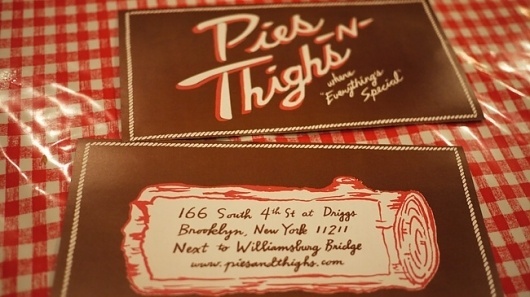 Pies
-N-
Thighs
where
"Everything's
Special"
166 South 4th St at Driggs
Brooklyn, New York 11211
Next to Williamsburg Bridge
www.piesandthighs.com